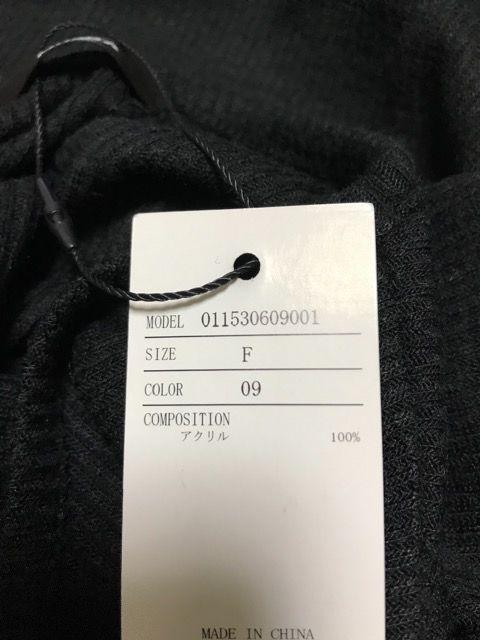 MODEL 011530609001
SIZE F
COLOR 09
COMPOSITION
アクリル 100%
MADE IN CHINA